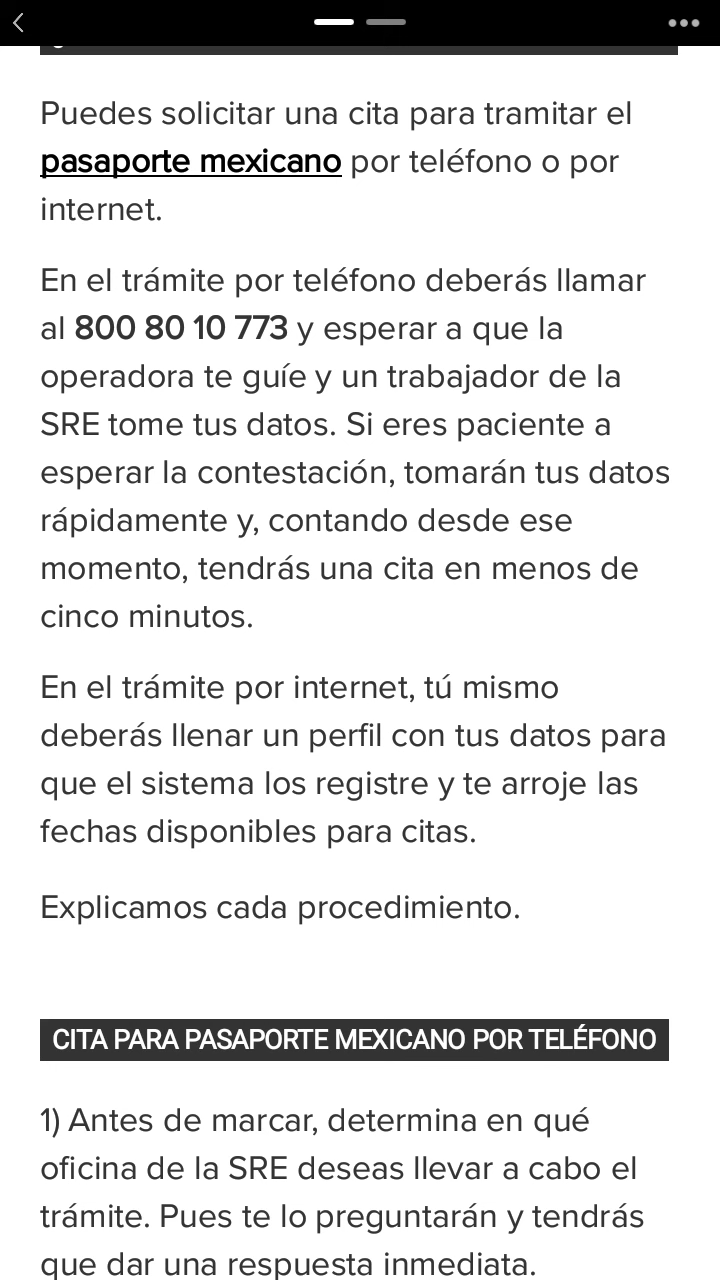 Puedes solicitar una cita para tramitar el
pasaporte mexicano por teléfono o por
internet.
En el trámite por teléfono deberás llamar
al 800 80 10 773 y esperar a que la
operadora te guíe y un trabajador de la
SRE tome tus datos. Si eres paciente a
esperar la contestación, tomarán tus datos
rápidamente y, contando desde ese
momento, tendrás una cita en menos de
cinco minutos.
En el trámite por internet, tú mismo
deberás llenar un perfil con tus datos para
que el sistema los registre y te arroje las
fechas disponibles para citas.
Explicamos cada procedimiento.
CITA PARA PASAPORTE MEXICANO POR TELÉFONO
1) Antes de marcar, determina en qué
oficina de la SRE deseas llevar a cabo el
trámite. Pues te lo preguntarán y tendrás
que dar una respuesta inmediata.